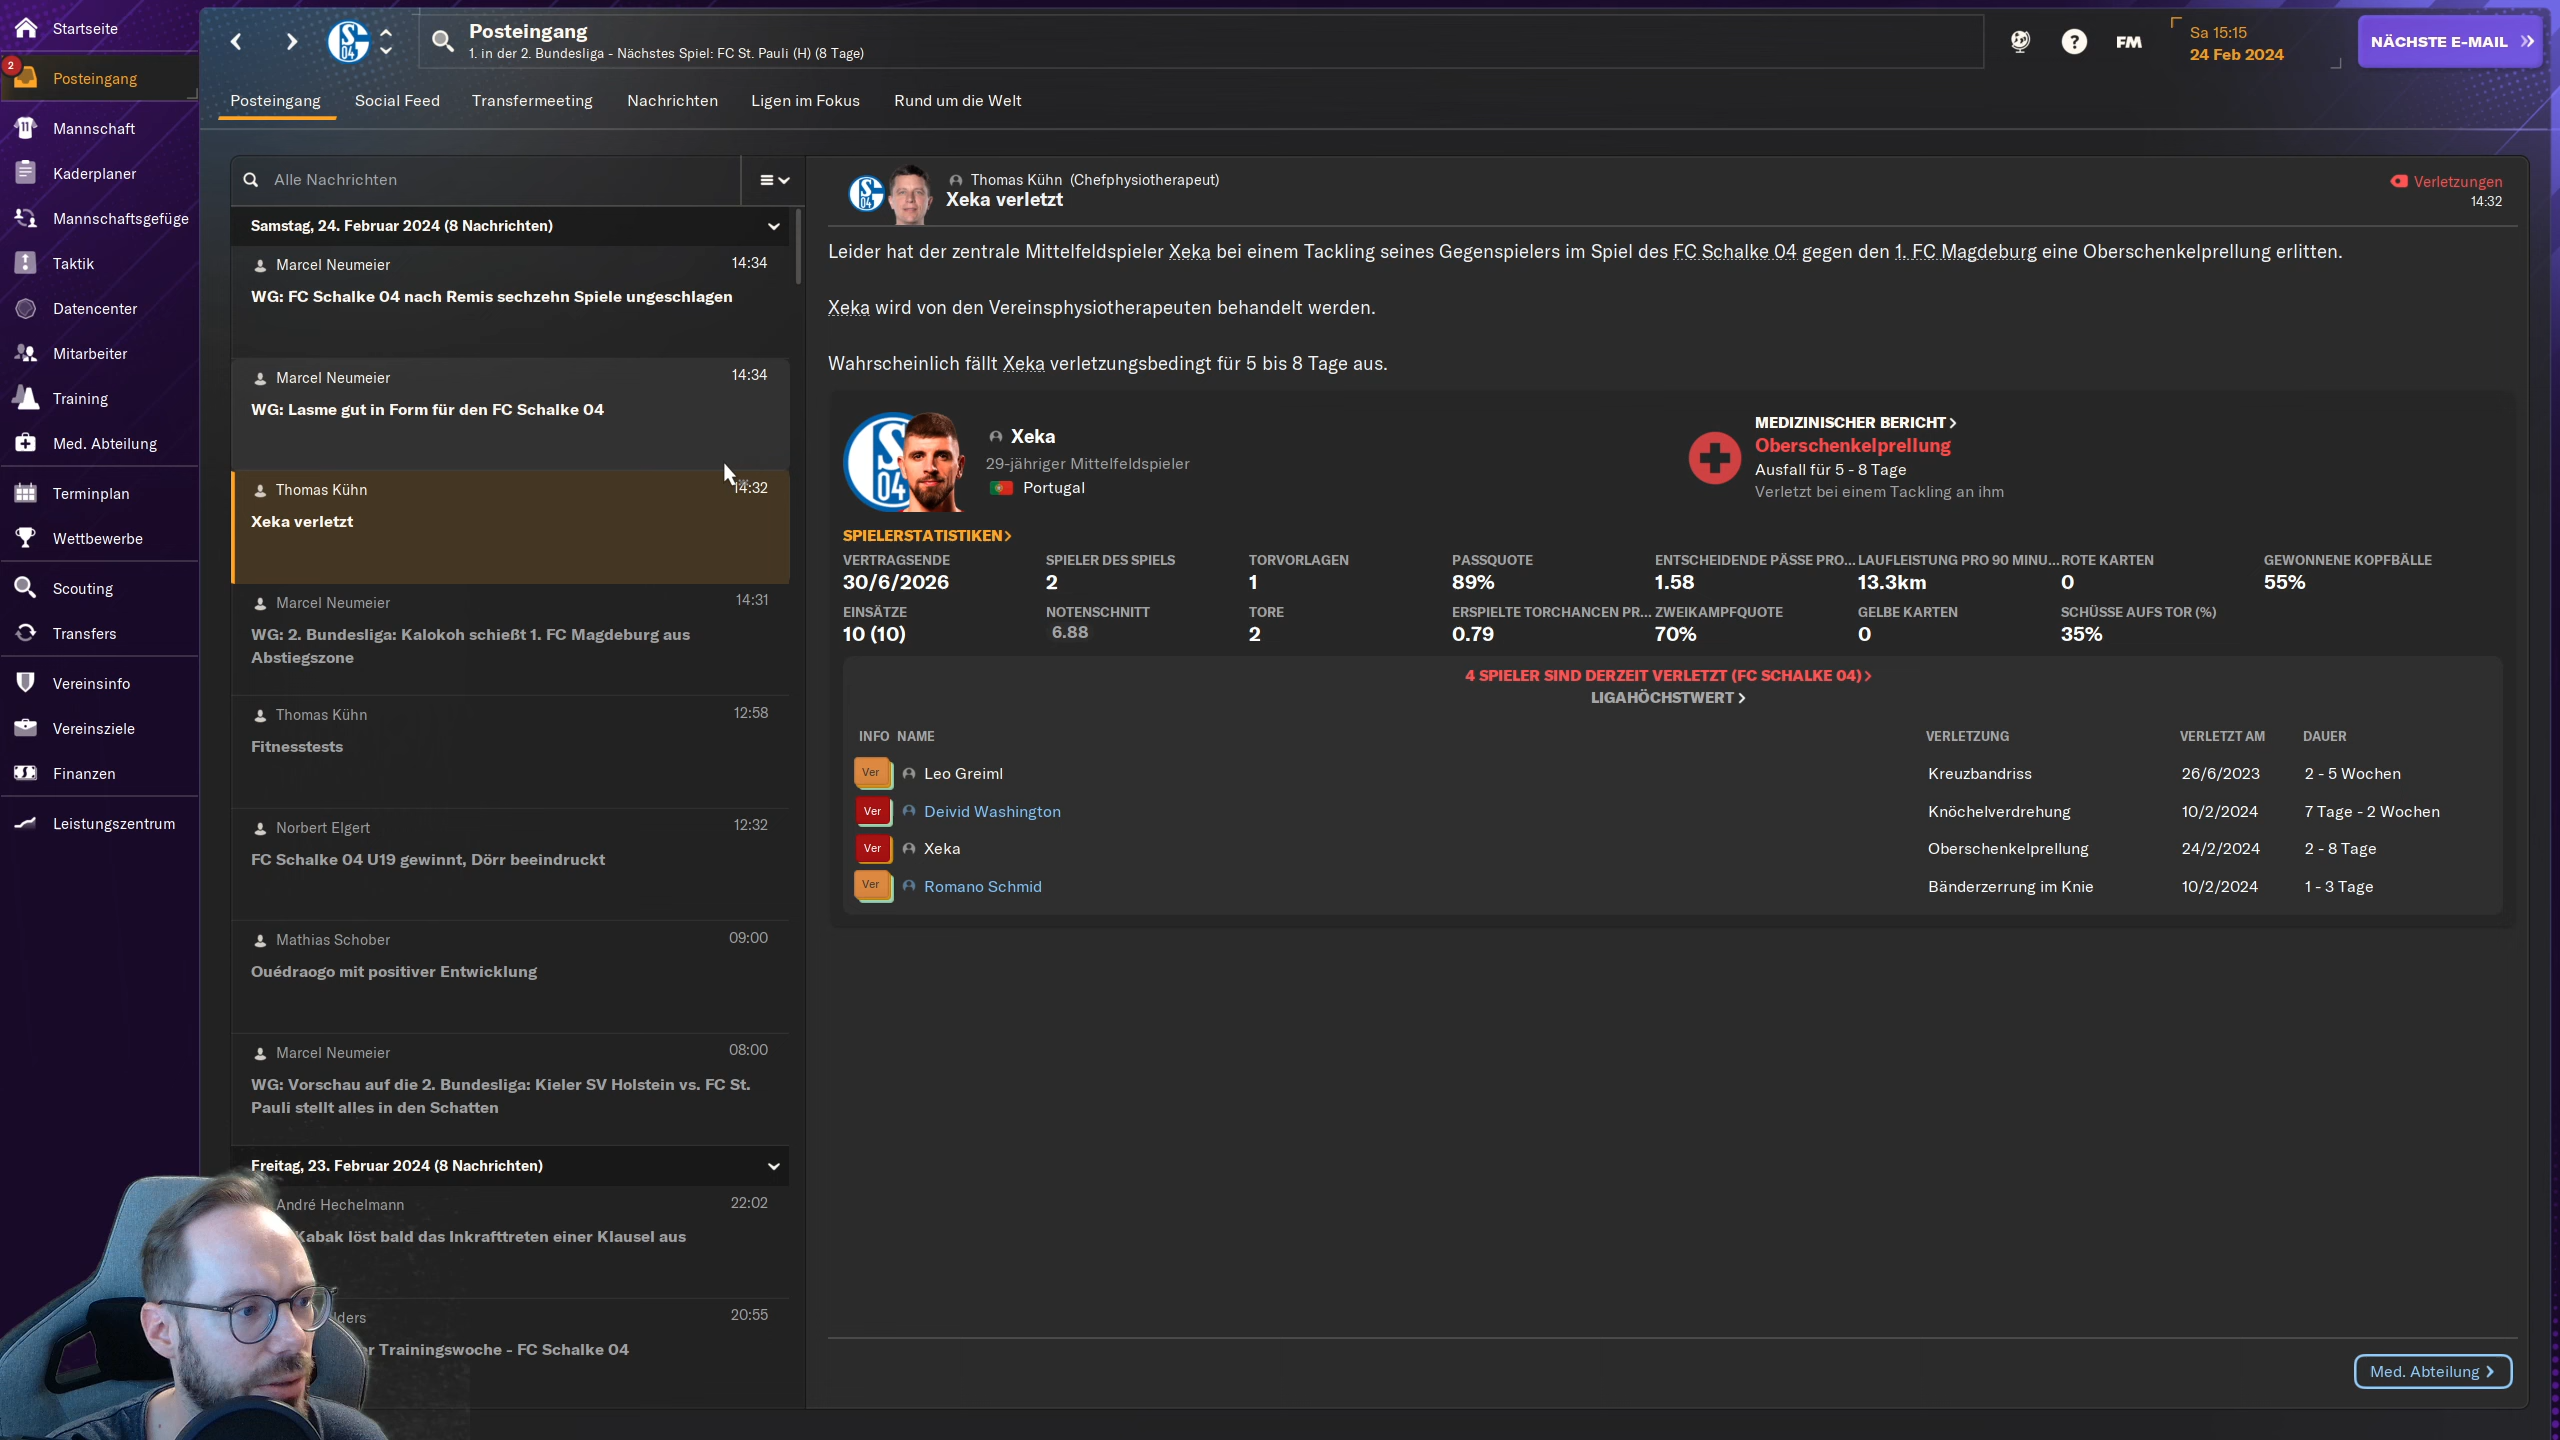 Startseite
2
Posteingang
Mannschaft
Kaderplaner
Mannschaftsgefüge
Taktik
Datencenter
Mitarbeiter
Training
Med. Abteilung
Terminplan
Wettbewerbe
Scouting
Transfers
Vereinsinfo
Vereinsziele
Finanzen
Leistungszentrum
Posteingang
1. in der 2. Bundesliga - Nächstes Spiel: FC St. Pauli (H) (8 Tage)
?
FM
Sa 15:15
24 Feb 2024
NÄCHSTE E-MAIL
Posteingang Social Feed Transfermeeting Nachrichten Ligen im Fokus Rund um die Welt
Alle Nachrichten
Samstag, 24. Februar 2024 (8 Nachrichten)
Marcel Neumeier 14:34
WG: FC Schalke 04 nach Remis sechzehn Spiele ungeschlagen
Marcel Neumeier 14:34
WG: Lasme gut in Form für den FC Schalke 04
Thomas Kühn 14:32
Xeka verletzt
Marcel Neumeier 14:31
WG: 2. Bundesliga: Kalokoh schießt 1. FC Magdeburg aus
Abstiegszone
Thomas Kühn 12:58
Fitnesstests
Norbert Elgert 12:32
FC Schalke 04 U19 gewinnt, Dörr beeindruckt
Mathias Schober 09:00
Ouédraogo mit positiver Entwicklung
Marcel Neumeier 08:00
WG: Vorschau auf die 2. Bundesliga: Kieler SV Holstein vs. FC St.
Pauli stellt alles in den Schatten
Freitag, 23. Februar 2024 (8 Nachrichten)
André Hechelmann 22:02
Kabak löst bald das Inkrafttreten einer Klausel aus
lders 20:55
er Trainingswoche - FC Schalke 04
Thomas Kühn (Chefphysiotherapeut)
Xeka verletzt
Verletzungen
14:32
Leider hat der zentrale Mittelfeldspieler Xeka bei einem Tackling seines Gegenspielers im Spiel des FC Schalke 04 gegen den 1. FC Magdeburg eine Oberschenkelprellung erlitten.
Xeka wird von den Vereinsphysiotherapeuten behandelt werden.
Wahrscheinlich fällt Xeka verletzungsbedingt für 5 bis 8 Tage aus.
Xeka
29-jähriger Mittelfeldspieler
Portugal
MEDIZINISCHER BERICHT
Oberschenkelprellung
Ausfall für 5 - 8 Tage
Verletzt bei einem Tackling an ihm
SPIELERSTATISTIKEN
VERTRAGSENDE SPIELER DES SPIELS TORVORLAGEN PASSQUOTE ENTSCHEIDENDE PÄSSE PRO... LAUFLEISTUNG PRO 90 MINU... ROTE KARTEN GEWONNENE KOPFBÄLLE
30/6/2026 2 1 89% 1.58 13.3km 0 55%
EINSÄTZE NOTENSCHNITT TORE ERSPIELTE TORCHANCEN PR... ZWEIKAMPFQUOTE GELBE KARTEN SCHÜSSE AUFS TOR (%)
10 (10) 6.88 2 0.79 70% 0 35%
4 SPIELER SIND DERZEIT VERLETZT (FC SCHALKE 04)
LIGAHÖCHSTWERT
INFO NAME VERLETZUNG VERLETZT AM DAUER
Ver Leo Greiml Kreuzbandriss 26/6/2023 2 - 5 Wochen
Ver Deivid Washington Knöchelverdrehung 10/2/2024 7 Tage - 2 Wochen
Ver Xeka Oberschenkelprellung 24/2/2024 2 - 8 Tage
Ver Romano Schmid Bänderzerrung im Knie 10/2/2024 1 - 3 Tage
Med. Abteilung